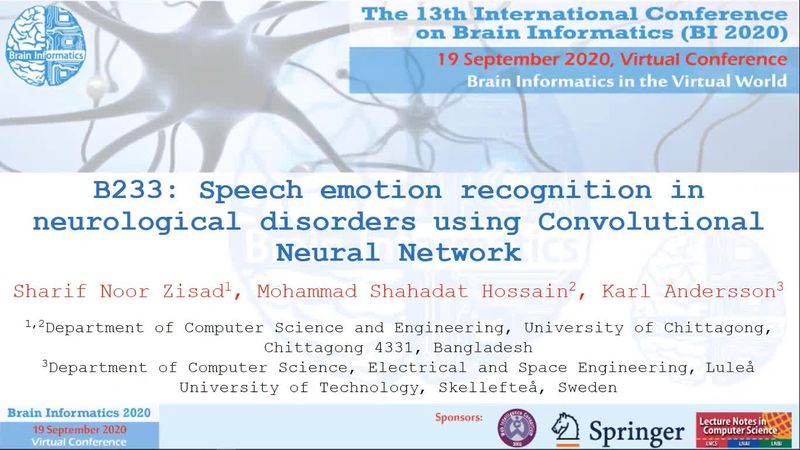 Brain Informatics
The 13th International Conference
on Brain Informatics (BI 2020)
19 September 2020, Virtual Conference
Brain Informatics in the Virtual World
B233: Speech emotion recognition in
neurological disorders using Convolutional
Neural Network
Sharif Noor Zisad¹, Mohammad Shahadat Hossain², Karl Andersson³
¹,²Department of Computer Science and Engineering, University of Chittagong,
Chittagong 4331, Bangladesh
³Department of Computer Science, Electrical and Space Engineering, Luleå
University of Technology, Skellefteå, Sweden
Brain Informatics 2020
19 September 2020
Virtual Conference
Sponsors:
Springer
Lecture Notes in
Computer Science
LNCS LNAI LNBI